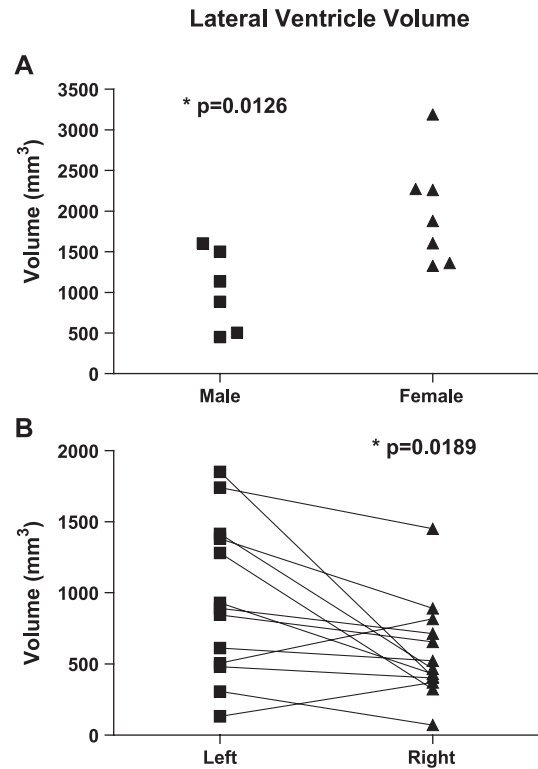 Lateral Ventricle Volume
A
* p=0.0126
Volume (mm³)
3500
3000
2500
2000
1500
1000
500
0
Male Female
B
* p=0.0189
Volume (mm³)
2000
1500
1000
500
0
Left Right